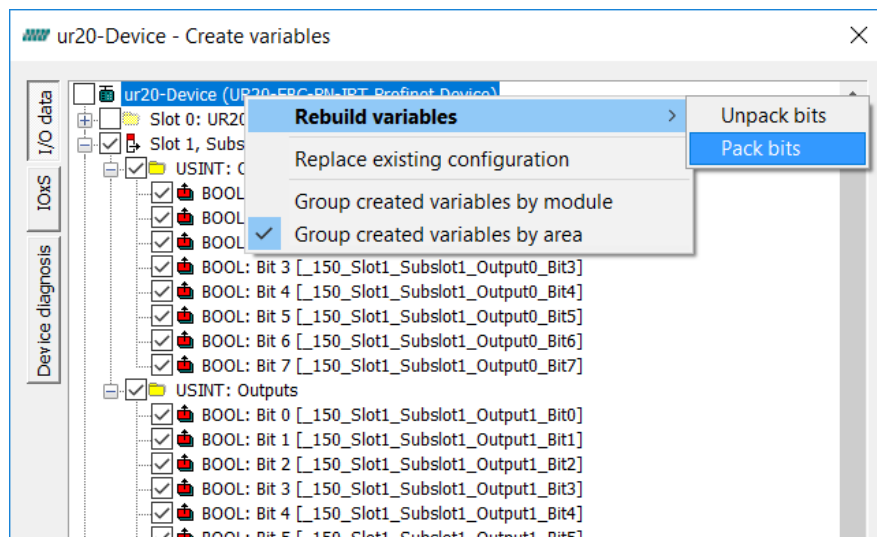 ur20-Device - Create variables
I/O data
IOxS
Device diagnosis
ur20-Device (UR20-FBC-PN-IRT Profinet Device)
Slot 0: UR20
Slot 1, Subs
USINT:
BOOL
BOOL
BOOL
Rebuild variables
Replace existing configuration
Group created variables by module
Group created variables by area
Unpack bits
Pack bits
BOOL: Bit 3 [_150_Slot1_Subslot1_Output0_Bit3]
BOOL: Bit 4 [_150_Slot1_Subslot1_Output0_Bit4]
BOOL: Bit 5 [_150_Slot1_Subslot1_Output0_Bit5]
BOOL: Bit 6 [_150_Slot1_Subslot1_Output0_Bit6]
BOOL: Bit 7 [_150_Slot1_Subslot1_Output0_Bit7]
USINT: Outputs
BOOL: Bit 0 [_150_Slot1_Subslot1_Output1_Bit0]
BOOL: Bit 1 [_150_Slot1_Subslot1_Output1_Bit1]
BOOL: Bit 2 [_150_Slot1_Subslot1_Output1_Bit2]
BOOL: Bit 3 [_150_Slot1_Subslot1_Output1_Bit3]
BOOL: Bit 4 [_150_Slot1_Subslot1_Output1_Bit4]
BOOL: Bit 5 [_150_Slot1_Subslot1_Output1_Bit5]